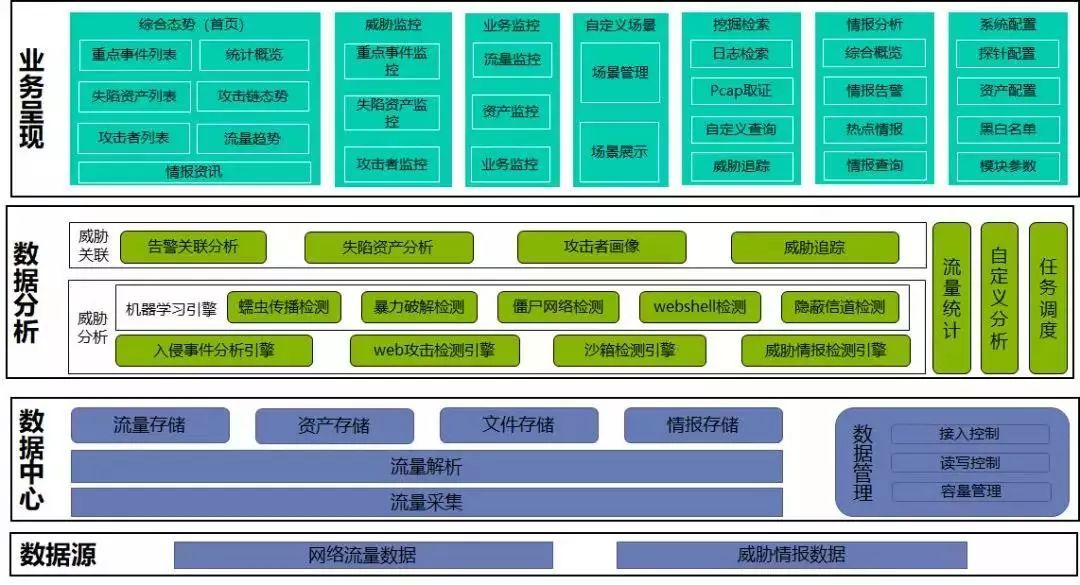 业务呈现
综合态势（首页）
重点事件列表
统计概览
失陷资产列表
攻击链态势
攻击者列表
流量趋势
情报资讯
威胁监控
重点事件监
控
失陷资产监
控
攻击者监控
业务监控
流量监控
资产监控
业务监控
自定义场景
场景管理
场景展示
挖掘检索
日志检索
Pcap取证
自定义查询
威胁追踪
情报分析
综合概览
情报告警
热点情报
情报查询
系统配置
探针配置
资产配置
黑白名单
模块参数
数据分析
威胁
关联
告警关联分析
失陷资产分析
攻击者画像
威胁追踪
威胁
分析
机器学习引擎
蠕虫传播检测
暴力破解检测
僵尸网络检测
webshell检测
隐蔽信道检测
入侵事件分析引擎
web攻击检测引擎
沙箱检测引擎
威胁情报检测引擎
流量统计
自定义分析
任务调度
数据中心
流量存储
资产存储
文件存储
情报存储
流量解析
流量采集
数据管理
接入控制
读写控制
容量管理
数据源
网络流量数据
威胁情报数据